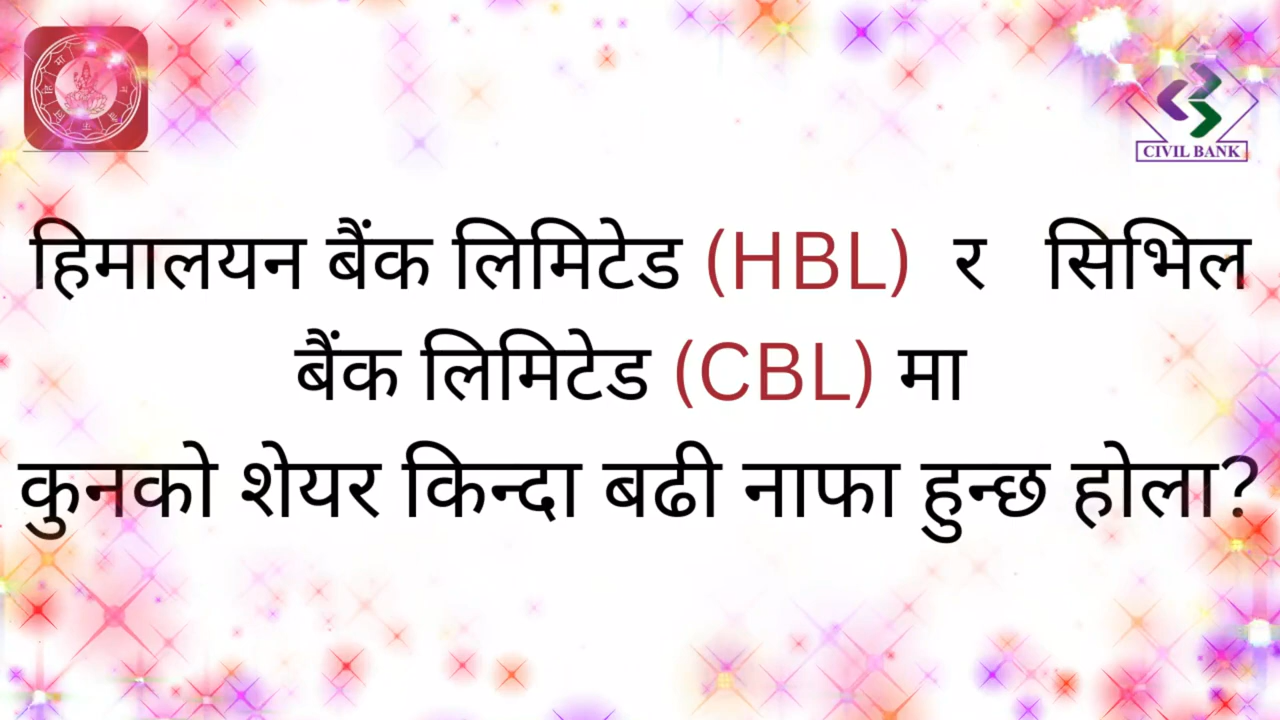 CIVIL BANK
हिमालयन बैंक लिमिटेड (HBL) र सिभिल
बैंक लिमिटेड (CBL) मा
कुनको शेयर किन्दा बढी नाफा हुन्छ होला?